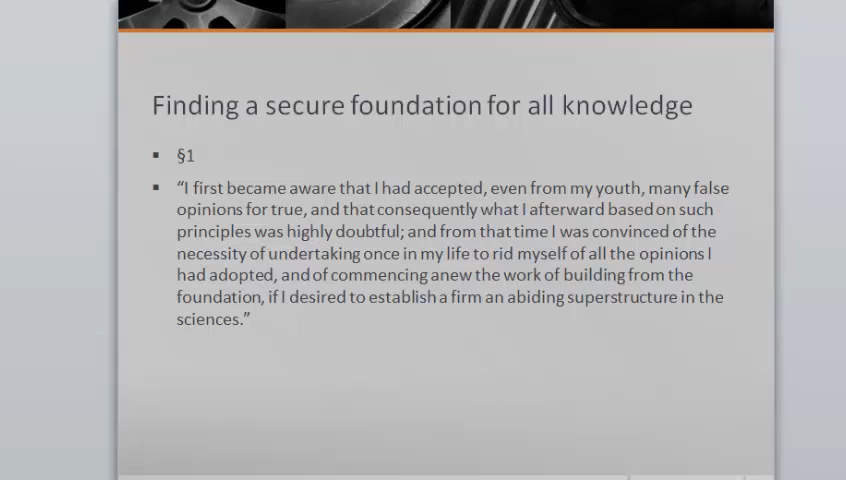 Finding a secure foundation for all knowledge
§1
“I first became aware that I had accepted, even from my youth, many false
opinions for true, and that consequently what I afterward based on such
principles was highly doubtful; and from that time I was convinced of the
necessity of undertaking once in my life to rid myself of all the opinions I
had adopted, and of commencing anew the work of building from the
foundation, if I desired to establish a firm an abiding superstructure in the
sciences.”